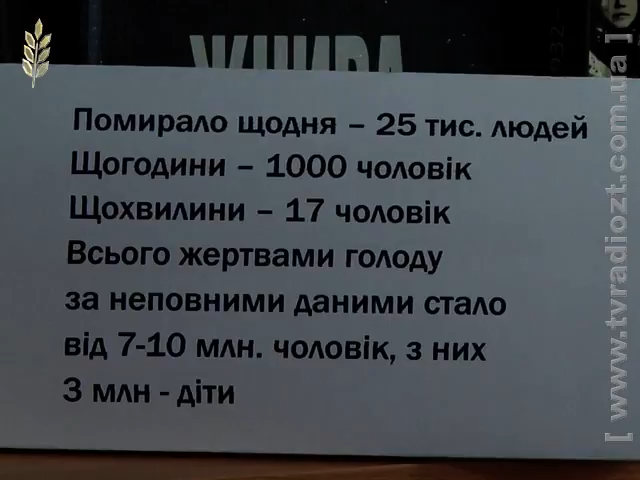 Помирало щодня – 25 тис. людей
Щогодини – 1000 чоловік
Щохвилини – 17 чоловік
Всього жертвами голоду
за неповними даними стало
від 7-10 млн. чоловік, з них
3 млн - діти
[ www.tvradiozt.com.ua ]